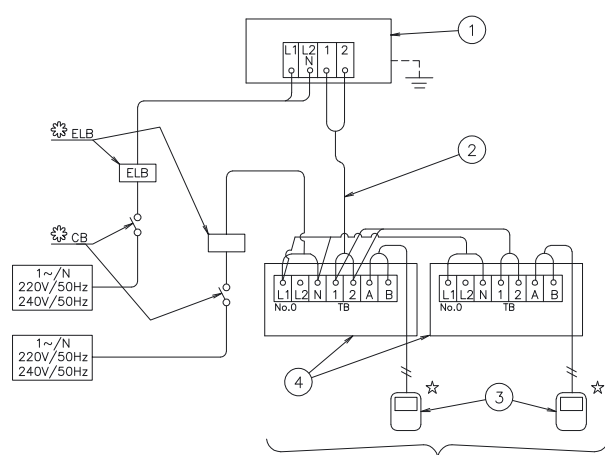 1
L1 L2 1 2
N
ELB
ELB
2
CB
1~/N
220V/50Hz
240V/50Hz
L1 L2 N 1 2 A B
No.0 TB
L1 L2 N 1 2 A B
No.0 TB
1~/N
220V/50Hz
240V/50Hz
4
3